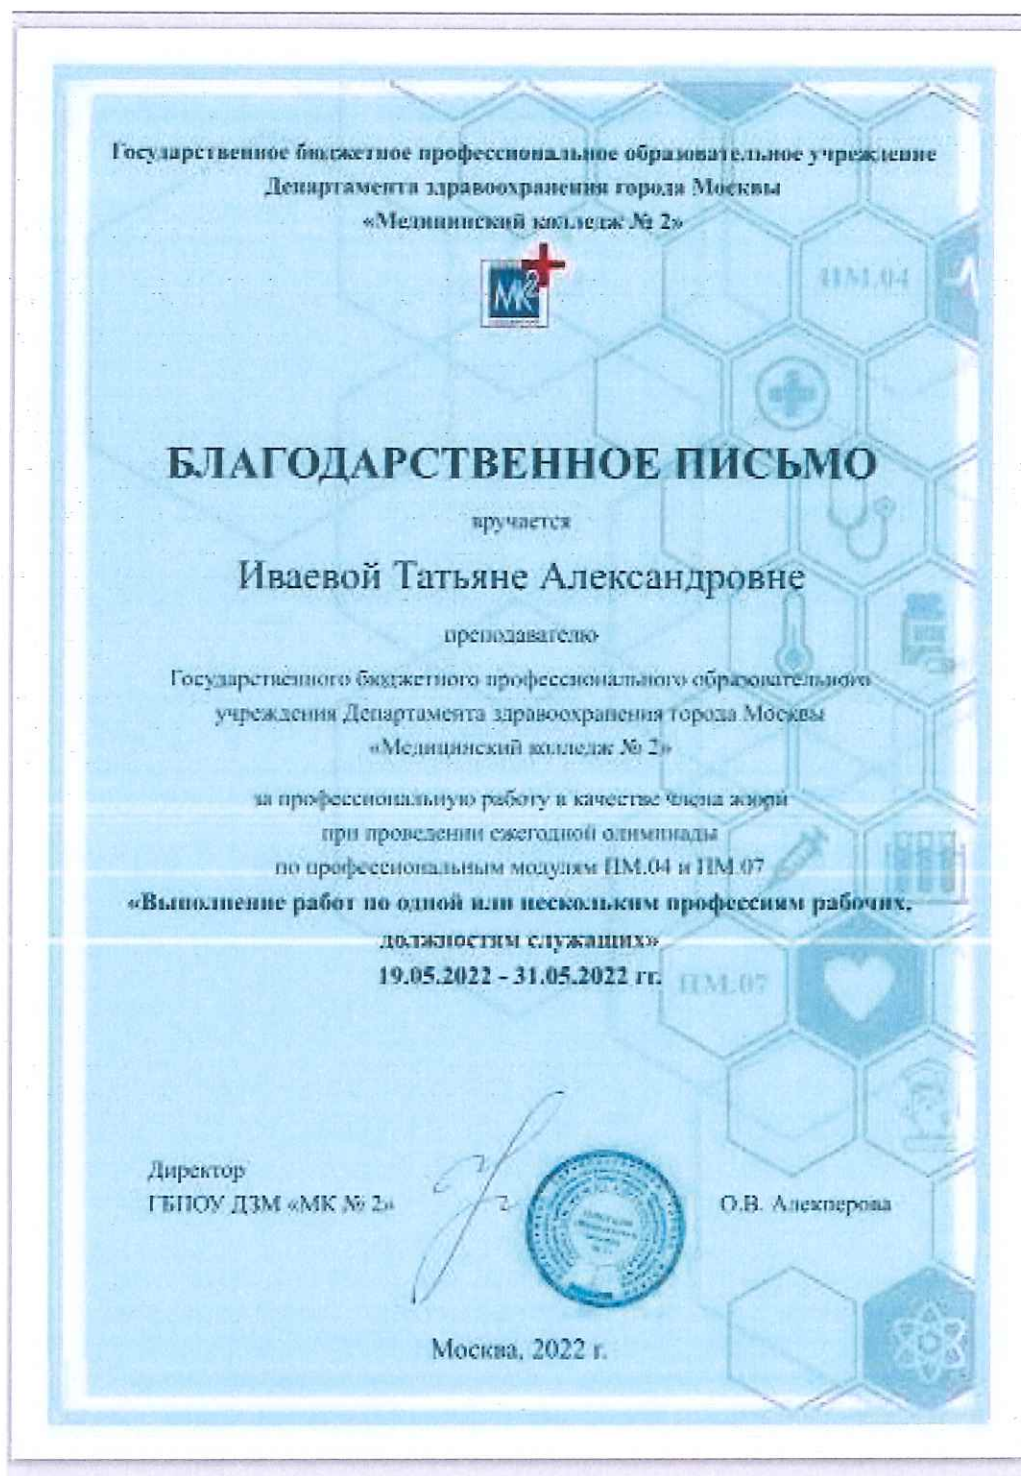 Государственное бюджетное профессиональное образовательное учреждение
Департамента здравоохранения города Москвы
«Медицинский колледж № 2»
МК2
ПМ.04
БЛАГОДАРСТВЕННОЕ ПИСЬМО
вручается
Иваевой Татьяне Александровне
преподавателю
Государственного бюджетного профессионального образовательного
учреждения Департамента здравоохранения города Москвы
«Медицинский колледж № 2»
за профессиональную работу в качестве члена жюри
при проведении ежегодной олимпиады
по профессиональным модулям ПМ.04 и ПМ.07
«Выполнение работ по одной или нескольким профессиям рабочих,
должностям служащих»
19.05.2022 - 31.05.2022 гг.
ПМ.07
Директор
ГБПОУ ДЗМ «МК № 2»
О.В. Алекперова
Москва, 2022 г.